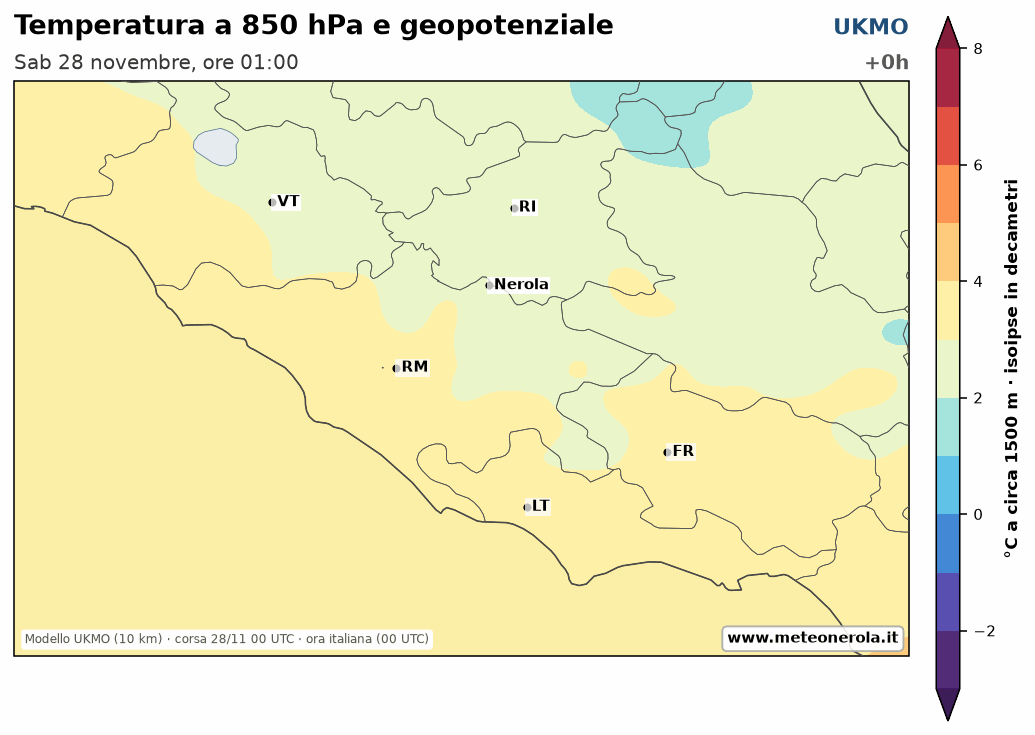 Temperatura a 850 hPa e geopotenziale
UKMO
Sab 28 novembre, ore 01:00
+0h
VT
RI
Nerola
RM
FR
LT
Modello UKMO (10 km) · corsa 28/11 00 UTC · ora italiana (00 UTC)
www.meteonerola.it
8
6
4
2
0
−2
°C a circa 1500 m · isoipse in decametri